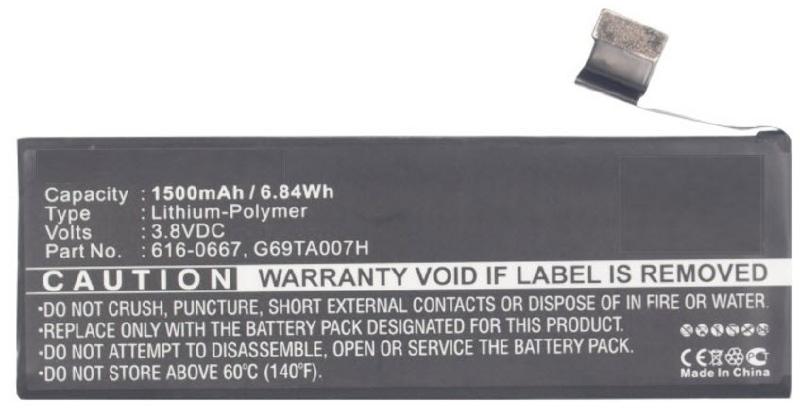 Capacity : 1500mAh / 6.84Wh
Type : Lithium-Polymer
Volts : 3.8VDC
Part No. : 616-0667, G69TA007H
CAUTION WARRANTY VOID IF LABEL IS REMOVED
•DO NOT CRUSH, PUNCTURE, SHORT EXTERNAL CONTACTS OR DISPOSE OF IN FIRE OR WATER.
•REPLACE ONLY WITH THE BATTERY PACK DESIGNATED FOR THIS PRODUCT.
•DO NOT ATTEMPT TO DISASSEMBLE, OPEN OR SERVICE THE BATTERY PACK.
•DO NOT STORE ABOVE 60°C (140°F).
CE
Made In China